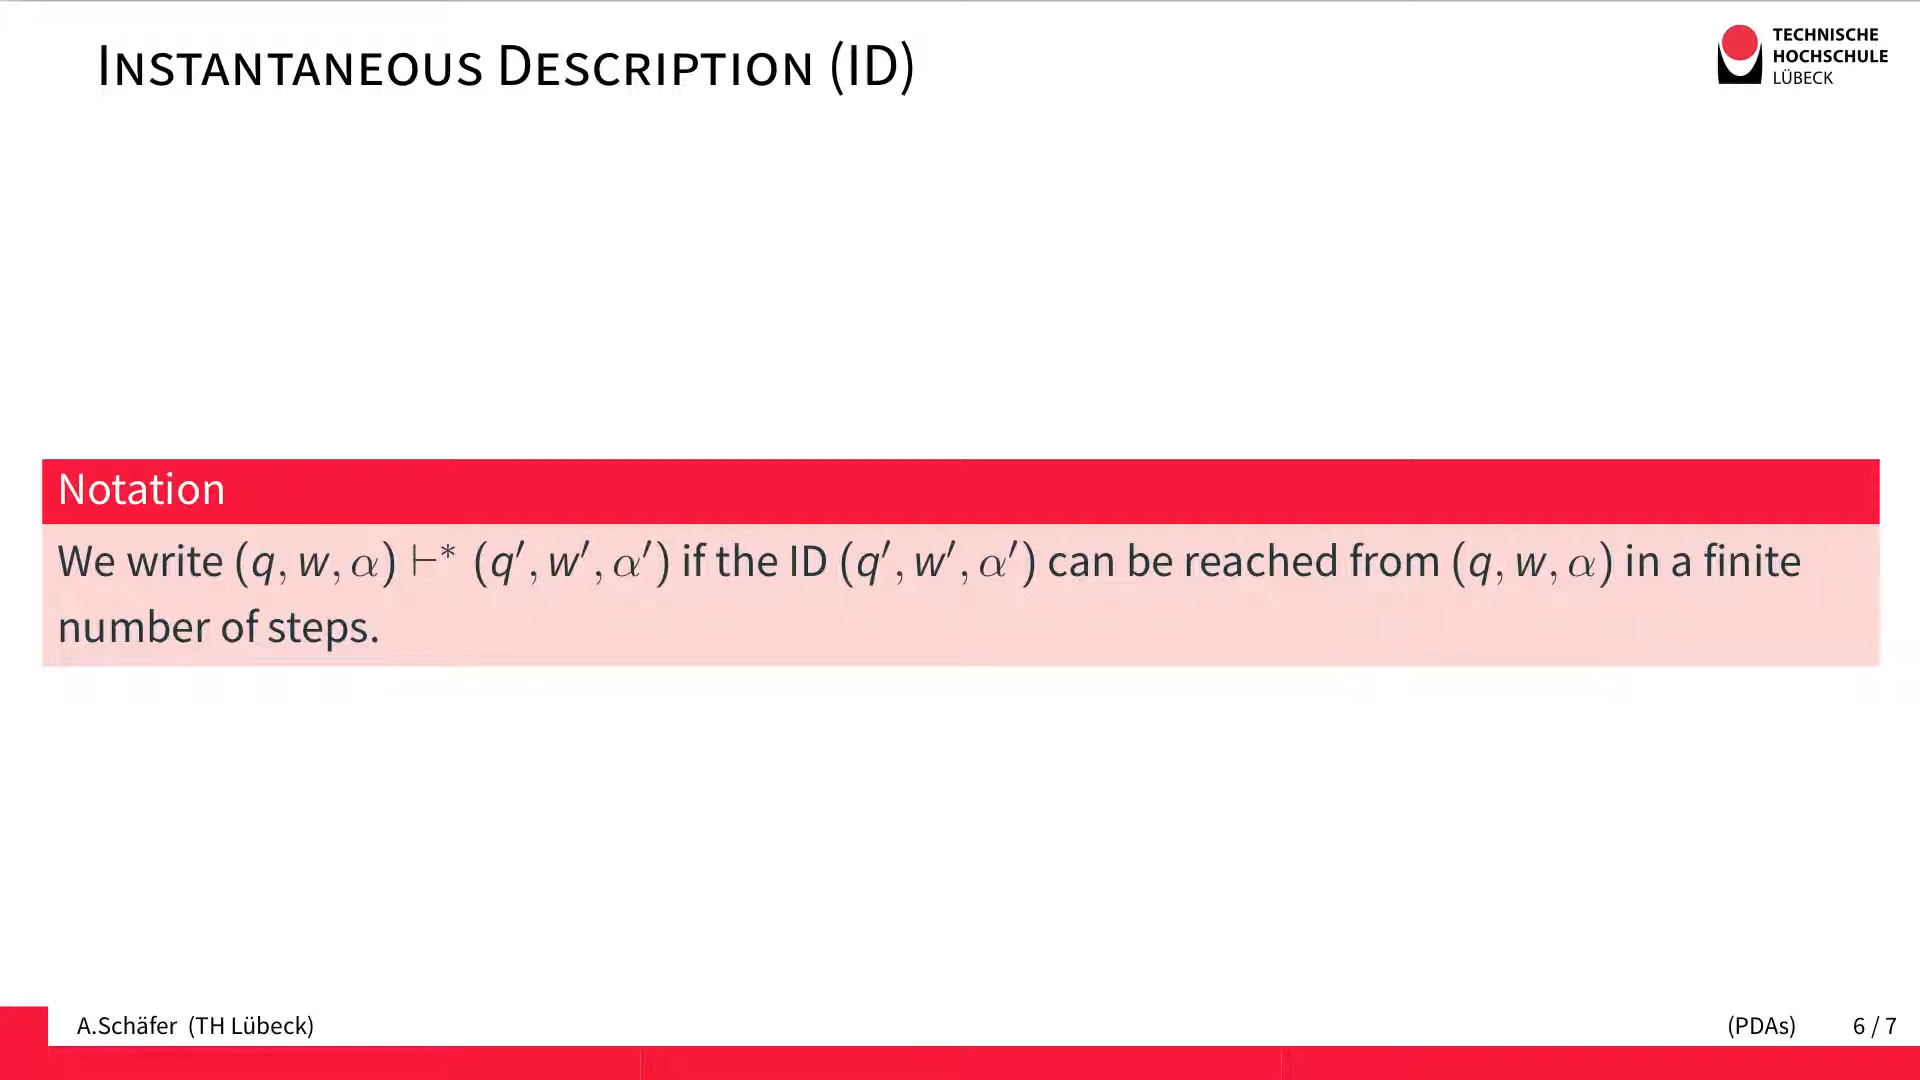 INSTANTANEOUS DESCRIPTION (ID)
TECHNISCHE
HOCHSCHULE
LÜBECK
Notation
We write (q, w, α) ⊢* (q′, w′, α′) if the ID (q′, w′, α′) can be reached from (q, w, α) in a finite
number of steps.
A.Schäfer (TH Lübeck) (PDAs) 6 / 7